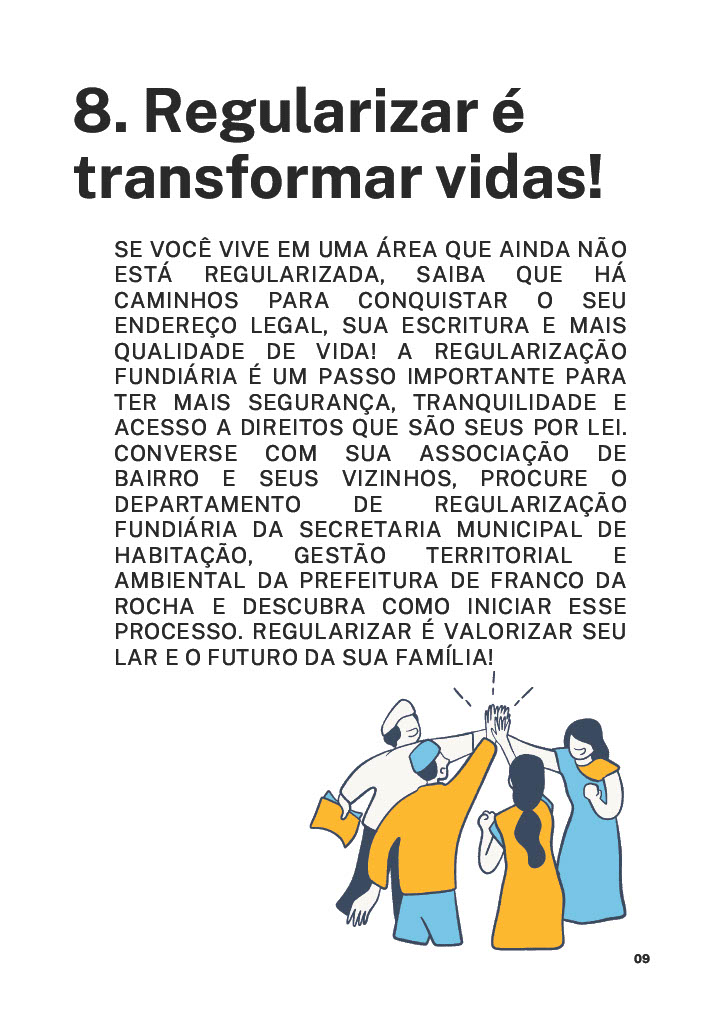 8. Regularizar é
transformar vidas!
SE VOCÊ VIVE EM UMA ÁREA QUE AINDA NÃO
ESTÁ REGULARIZADA, SAIBA QUE HÁ
CAMINHOS PARA CONQUISTAR O SEU
ENDEREÇO LEGAL, SUA ESCRITURA E MAIS
QUALIDADE DE VIDA! A REGULARIZAÇÃO
FUNDIÁRIA É UM PASSO IMPORTANTE PARA
TER MAIS SEGURANÇA, TRANQUILIDADE E
ACESSO A DIREITOS QUE SÃO SEUS POR LEI.
CONVERSE COM SUA ASSOCIAÇÃO DE
BAIRRO E SEUS VIZINHOS, PROCURE O
DEPARTAMENTO DE REGULARIZAÇÃO
FUNDIÁRIA DA SECRETARIA MUNICIPAL DE
HABITAÇÃO, GESTÃO TERRITORIAL E
AMBIENTAL DA PREFEITURA DE FRANCO DA
ROCHA E DESCUBRA COMO INICIAR ESSE
PROCESSO. REGULARIZAR É VALORIZAR SEU
LAR E O FUTURO DA SUA FAMÍLIA!
09